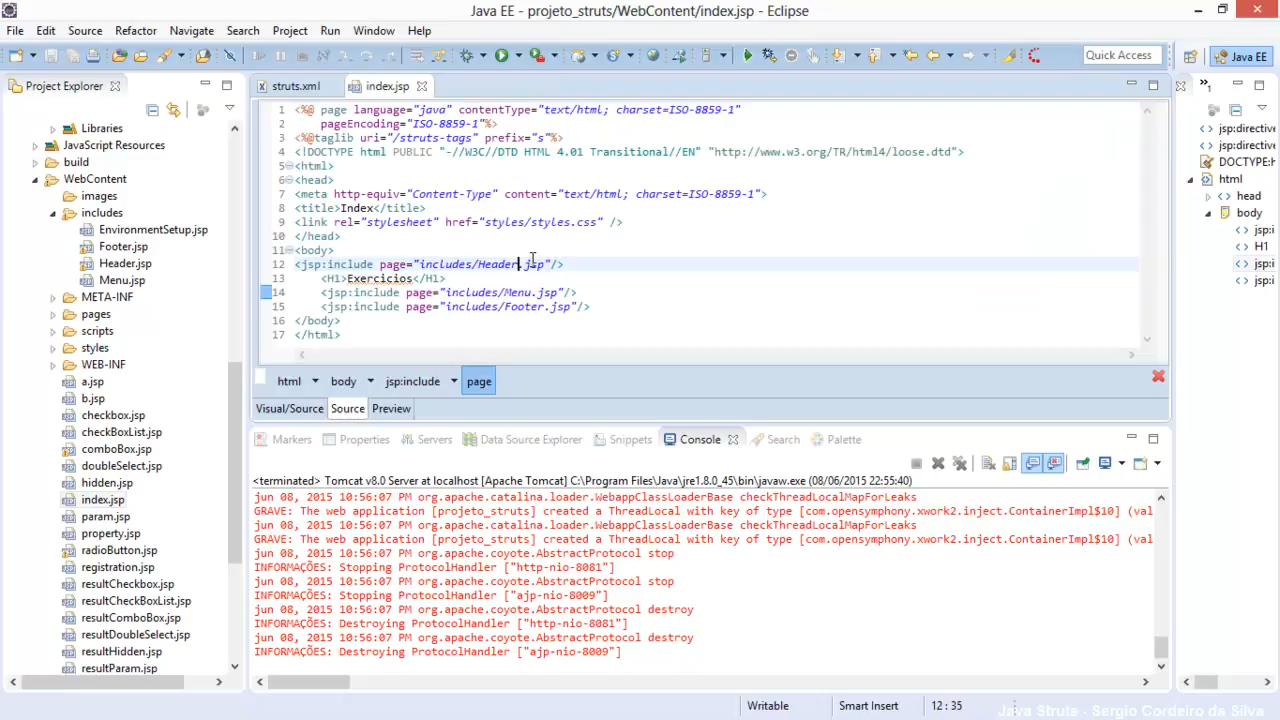 Java EE - projeto_struts/WebContent/index.jsp - Eclipse
File Edit Source Refactor Navigate Search Project Run Window Help
Quick Access
Java EE
Project Explorer
Libraries
JavaScript Resources
build
WebContent
images
includes
EnvironmentSetup.jsp
Footer.jsp
Header.jsp
Menu.jsp
META-INF
pages
scripts
styles
WEB-INF
a.jsp
b.jsp
checkbox.jsp
checkBoxList.jsp
comboBox.jsp
doubleSelect.jsp
hidden.jsp
index.jsp
param.jsp
property.jsp
radioButton.jsp
registration.jsp
resultCheckbox.jsp
resultCheckBoxList.jsp
resultComboBox.jsp
resultDoubleSelect.jsp
resultHidden.jsp
resultParam.jsp
struts.xml index.jsp
1 <%@ page language="java" contentType="text/html; charset=ISO-8859-1"
2 pageEncoding="ISO-8859-1"%>
3 <%@taglib uri="/struts-tags" prefix="s"%>
4 <!DOCTYPE html PUBLIC "-//W3C//DTD HTML 4.01 Transitional//EN" "http://www.w3.org/TR/html4/loose.dtd">
5 <html>
6 <head>
7 <meta http-equiv="Content-Type" content="text/html; charset=ISO-8859-1">
8 <title>Index</title>
9 <link rel="stylesheet" href="styles/styles.css" />
10 </head>
11 <body>
12 <jsp:include page="includes/Header.jsp"/>
13 <H1>Exercicios</H1>
14 <jsp:include page="includes/Menu.jsp"/>
15 <jsp:include page="includes/Footer.jsp"/>
16 </body>
17 </html>
html body jsp:include page
Visual/Source Source Preview
Markers Properties Servers Data Source Explorer Snippets Console Search Palette
<terminated> Tomcat v8.0 Server at localhost [Apache Tomcat] C:\Program Files\Java\jre1.8.0_45\bin\javaw.exe (08/06/2015 22:55:40)
jun 08, 2015 10:56:07 PM org.apache.catalina.loader.WebappClassLoaderBase checkThreadLocalMapForLeaks
GRAVE: The web application [projeto_struts] created a ThreadLocal with key of type [com.opensymphony.xwork2.inject.ContainerImpl$10] (val
jun 08, 2015 10:56:07 PM org.apache.catalina.loader.WebappClassLoaderBase checkThreadLocalMapForLeaks
GRAVE: The web application [projeto_struts] created a ThreadLocal with key of type [com.opensymphony.xwork2.inject.ContainerImpl$10] (val
jun 08, 2015 10:56:07 PM org.apache.coyote.AbstractProtocol stop
INFORMAÇÕES: Stopping ProtocolHandler ["http-nio-8081"]
jun 08, 2015 10:56:07 PM org.apache.coyote.AbstractProtocol stop
INFORMAÇÕES: Stopping ProtocolHandler ["ajp-nio-8009"]
jun 08, 2015 10:56:07 PM org.apache.coyote.AbstractProtocol destroy
INFORMAÇÕES: Destroying ProtocolHandler ["http-nio-8081"]
jun 08, 2015 10:56:07 PM org.apache.coyote.AbstractProtocol destroy
INFORMAÇÕES: Destroying ProtocolHandler ["ajp-nio-8009"]
1
jsp:directive
jsp:directive
DOCTYPE:h
html
head
body
jsp:i
H1
jsp:i
jsp:i
Writable Smart Insert 12 : 35
Java Struts - Sergio Cordeiro da Silva